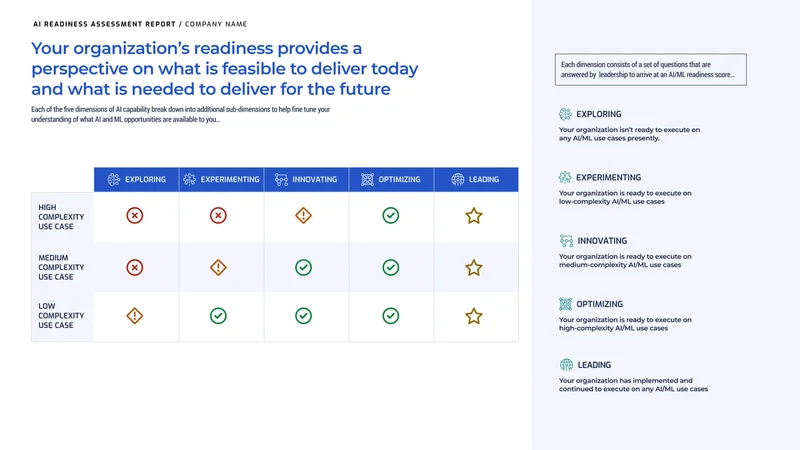 AI READINESS ASSESSMENT REPORT / COMPANY NAME
Your organization's readiness provides a
perspective on what is feasible to deliver today
and what is needed to deliver for the future
Each of the five dimensions of AI capability break down into additional sub-dimensions to help fine tune your
understanding of what AI and ML opportunities are available to you...
EXPLORING EXPERIMENTING INNOVATING OPTIMIZING LEADING
HIGH
COMPLEXITY
USE CASE
MEDIUM
COMPLEXITY
USE CASE
LOW
COMPLEXITY
USE CASE
Each dimension consists of a set of questions that are
answered by leadership to arrive at an AI/ML readiness score...
EXPLORING
Your organization isn't ready to execute on
any AI/ML use cases presently.
EXPERIMENTING
Your organization is ready to execute on
low-complexity AI/ML use cases
INNOVATING
Your organization is ready to execute on
medium-complexity AI/ML use cases
OPTIMIZING
Your organization is ready to execute on
high-complexity AI/ML use cases
LEADING
Your organization has implemented and
continued to execute on any AI/ML use cases